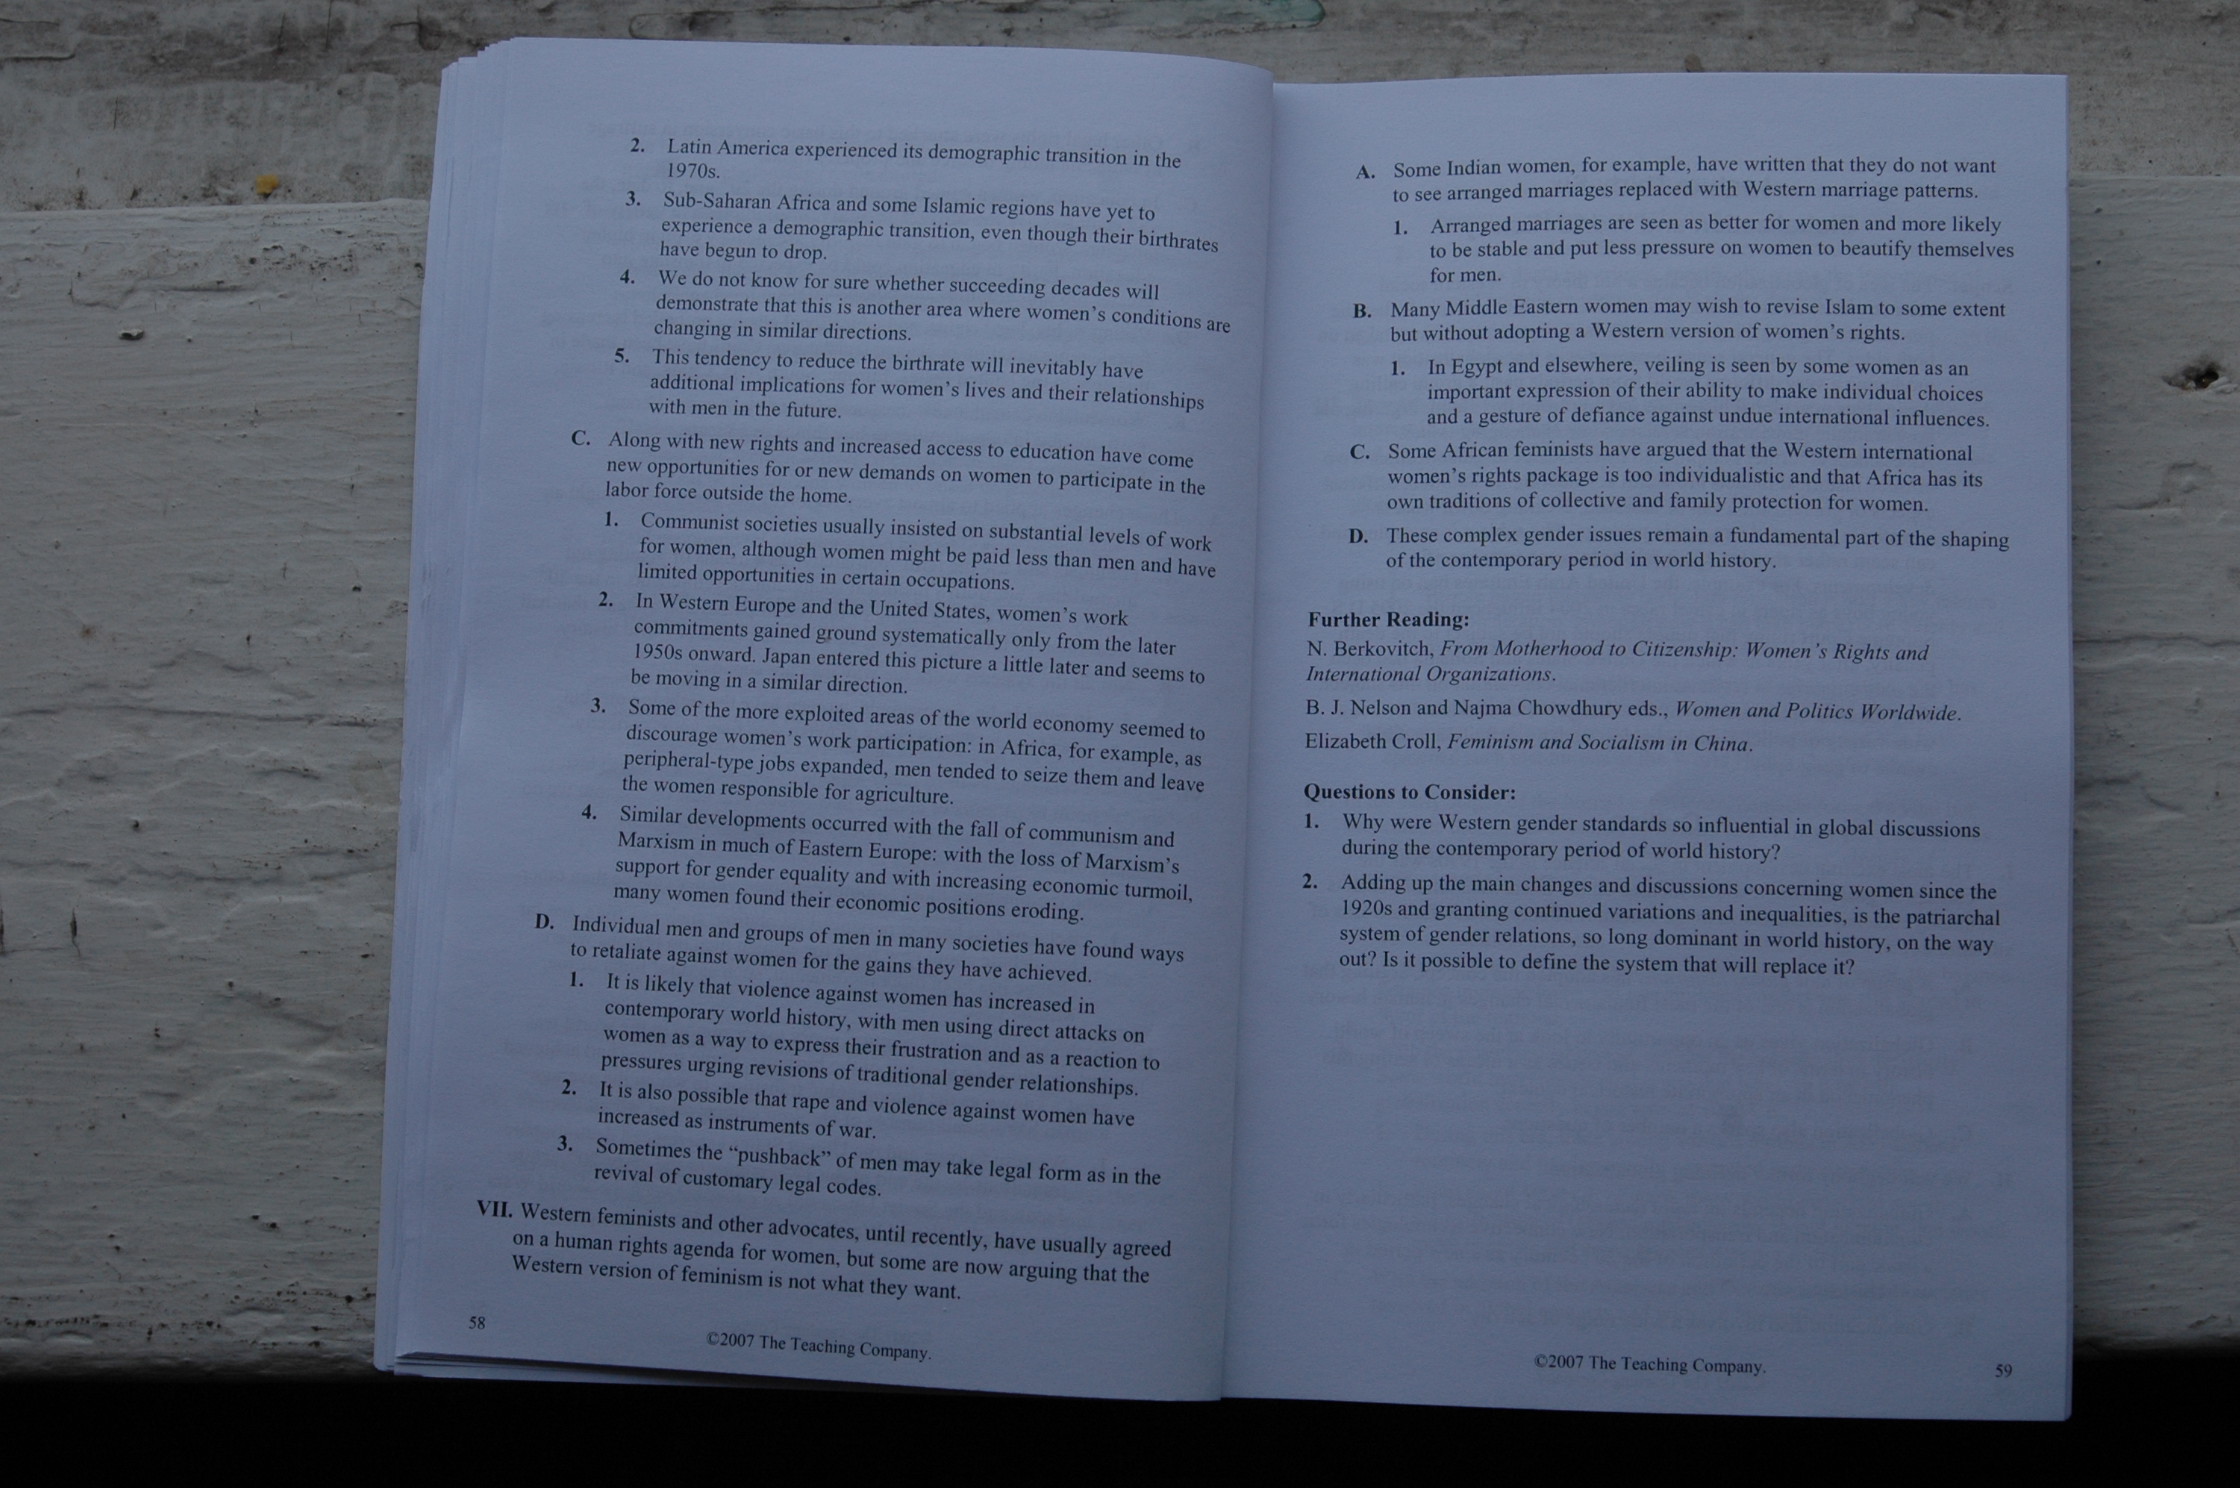 2. Latin America experienced its demographic transition in the
1970s.
3. Sub-Saharan Africa and some Islamic regions have yet to
experience a demographic transition, even though their birthrates
have begun to drop.
4. We do not know for sure whether succeeding decades will
demonstrate that this is another area where women's conditions are
changing in similar directions.
5. This tendency to reduce the birthrate will inevitably have
additional implications for women's lives and their relationships
with men in the future.
C. Along with new rights and increased access to education have come
new opportunities for or new demands on women to participate in the
labor force outside the home.
1. Communist societies usually insisted on substantial levels of work
for women, although women might be paid less than men and have
limited opportunities in certain occupations.
2. In Western Europe and the United States, women's work
commitments gained ground systematically only from the later
1950s onward. Japan entered this picture a little later and seems to
be moving in a similar direction.
3. Some of the more exploited areas of the world economy seemed to
discourage women's work participation: in Africa, for example, as
peripheral-type jobs expanded, men tended to seize them and leave
the women responsible for agriculture.
4. Similar developments occurred with the fall of communism and
Marxism in much of Eastern Europe: with the loss of Marxism's
support for gender equality and with increasing economic turmoil,
many women found their economic positions eroding.
D. Individual men and groups of men in many societies have found ways
to retaliate against women for the gains they have achieved.
1. It is likely that violence against women has increased in
contemporary world history, with men using direct attacks on
women as a way to express their frustration and as a reaction to
pressures urging revisions of traditional gender relationships.
2. It is also possible that rape and violence against women have
increased as instruments of war.
3. Sometimes the “pushback” of men may take legal form as in the
revival of customary legal codes.
VII. Western feminists and other advocates, until recently, have usually agreed
on a human rights agenda for women, but some are now arguing that the
Western version of feminism is not what they want.
58
©2007 The Teaching Company.
A. Some Indian women, for example, have written that they do not want
to see arranged marriages replaced with Western marriage patterns.
1. Arranged marriages are seen as better for women and more likely
to be stable and put less pressure on women to beautify themselves
for men.
B. Many Middle Eastern women may wish to revise Islam to some extent
but without adopting a Western version of women's rights.
1. In Egypt and elsewhere, veiling is seen by some women as an
important expression of their ability to make individual choices
and a gesture of defiance against undue international influences.
C. Some African feminists have argued that the Western international
women's rights package is too individualistic and that Africa has its
own traditions of collective and family protection for women.
D. These complex gender issues remain a fundamental part of the shaping
of the contemporary period in world history.
Further Reading:
N. Berkovitch, From Motherhood to Citizenship: Women's Rights and
International Organizations.
B. J. Nelson and Najma Chowdhury eds., Women and Politics Worldwide.
Elizabeth Croll, Feminism and Socialism in China.
Questions to Consider:
1. Why were Western gender standards so influential in global discussions
during the contemporary period of world history?
2. Adding up the main changes and discussions concerning women since the
1920s and granting continued variations and inequalities, is the patriarchal
system of gender relations, so long dominant in world history, on the way
out? Is it possible to define the system that will replace it?
©2007 The Teaching Company.
59